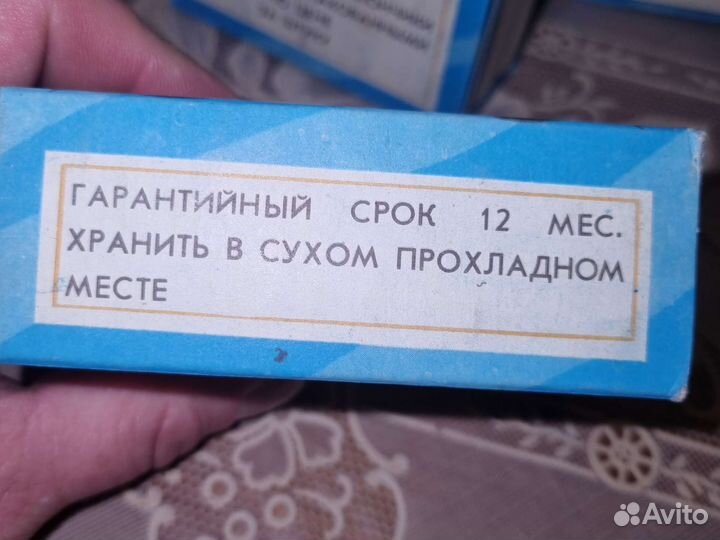 ГАРАНТИЙНЫЙ СРОК 12 МЕС.
ХРАНИТЬ В СУХОМ ПРОХЛАДНОМ
МЕСТЕ
Avito